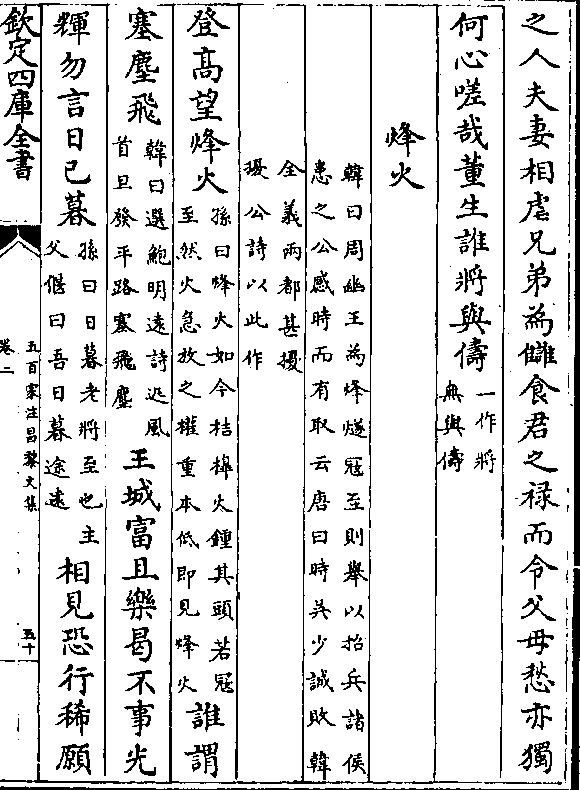 之人夫妻相虐兄弟為讎食君之禄而令父母愁亦獨
何心嗟哉董生誰將與儔
一作將
無與儔
烽火
韓曰周幽王為烽燧冦至則舉以招兵諸侯
患之公感時而有取云唐曰時吳少誠敗韓
全義兩都甚擾
擾公詩以此作
登髙望烽火
孫曰烽火如今桔橰火鍾其頭若冦
至然火急放之權重本低即見烽火
誰謂
塞塵飛
韓曰選鮑明遠詩迅風
首旦發平路塞飛塵
王城富且樂曷不事光
輝勿言日已暮
孫曰日暮老將至也主
父偃曰吾日暮途遠
相見恐行稀願
欽定四庫全書
五百家注昌黎文集
卷二
五十